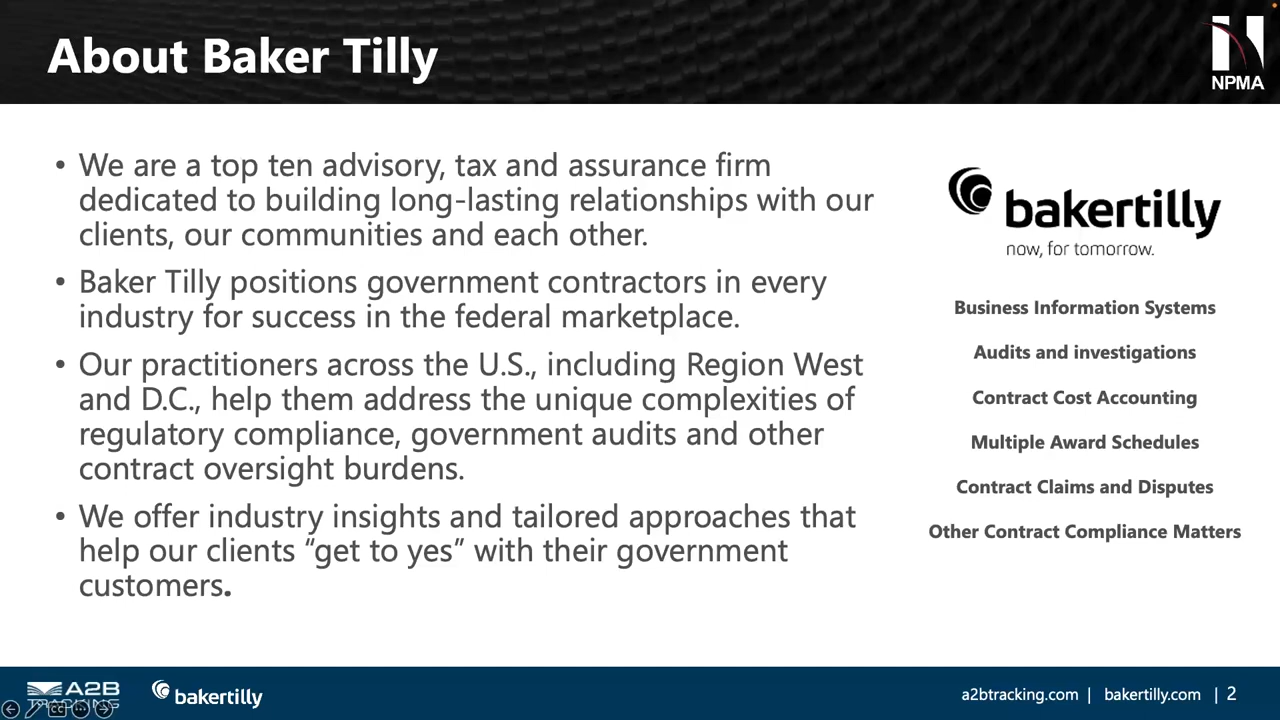 About Baker Tilly
NPMA
• We are a top ten advisory, tax and assurance firm
dedicated to building long-lasting relationships with our
clients, our communities and each other.
• Baker Tilly positions government contractors in every
industry for success in the federal marketplace.
• Our practitioners across the U.S., including Region West
and D.C., help them address the unique complexities of
regulatory compliance, government audits and other
contract oversight burdens.
• We offer industry insights and tailored approaches that
help our clients “get to yes” with their government
customers.
bakertilly
now, for tomorrow.
Business Information Systems
Audits and investigations
Contract Cost Accounting
Multiple Award Schedules
Contract Claims and Disputes
Other Contract Compliance Matters
A2B
TRACKING
bakertilly
a2btracking.com | bakertilly.com | 2